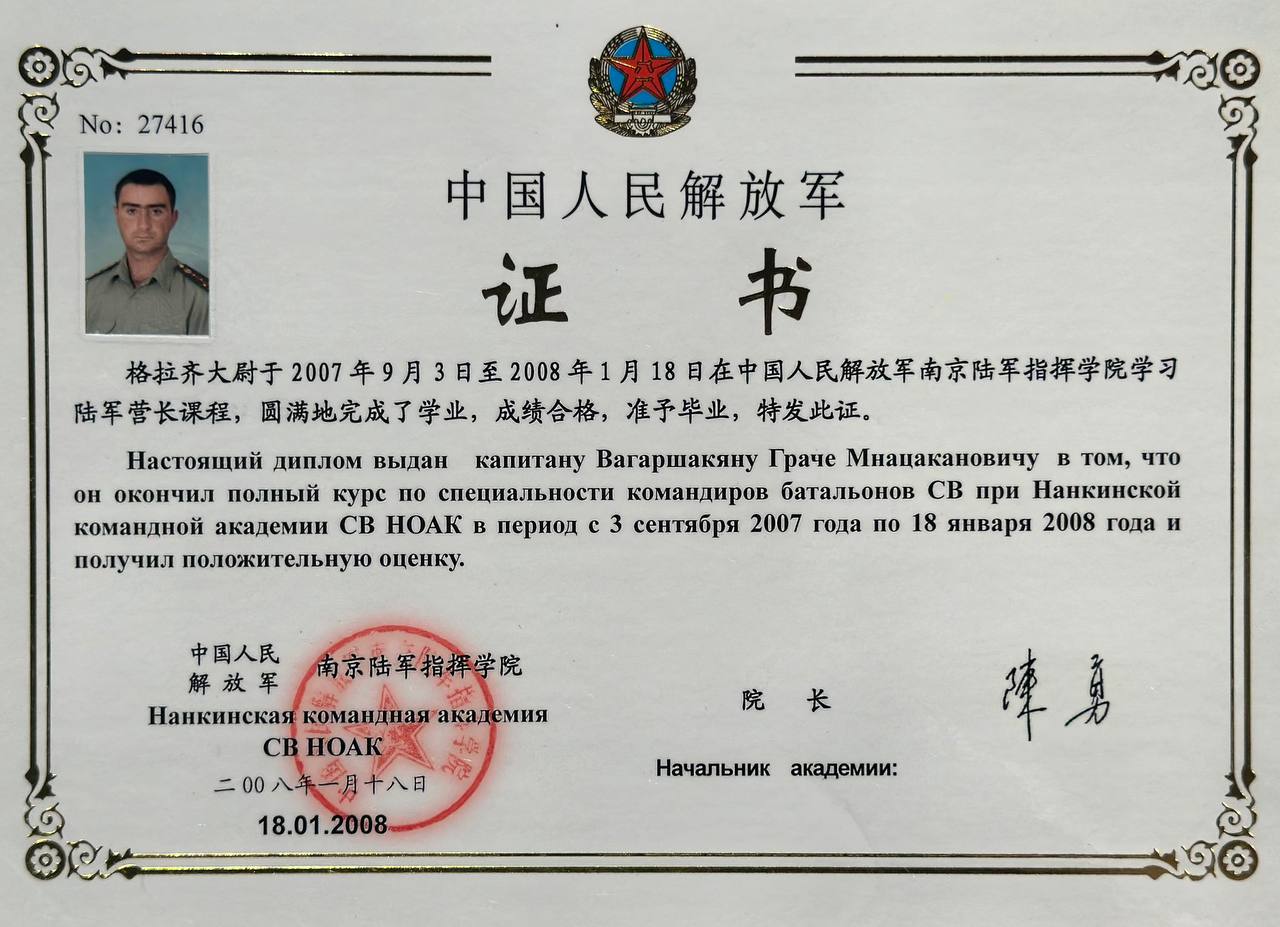 No: 27416
中国人民解放军
证 书
格拉齐大尉于 2007 年 9 月 3 日至 2008 年 1 月 18 日在中国人民解放军南京陆军指挥学院学习
陆军营长课程，圆满地完成了学业，成绩合格，准予毕业，特发此证。
Настоящий диплом выдан капитану Вагаршакяну Граче Мнацакановичу в том, что
он окончил полный курс по специальности командиров батальонов СВ при Нанкинской
командной академии СВ НОАК в период с 3 сентября 2007 года по 18 января 2008 года и
получил положительную оценку.
中国人民
解放军
南京陆军指挥学院
Нанкинская командная академия
СВ НОАК
二00八年一月十八日
18.01.2008
院 长
陳勇
Начальник академии: